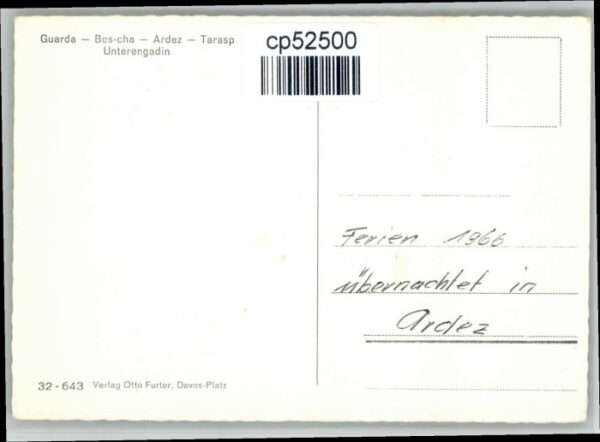 Guarda — Bos-cha — Ardez — Tarasp
Unterengadin
cp52500
Ferien 1966
übernachtet in
Ardez
32-643 Verlag Otto Furter, Davos-Platz